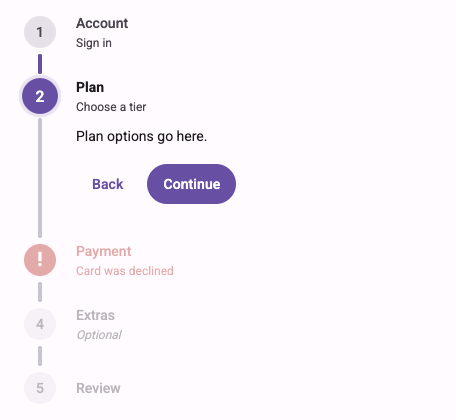 1
Account
Sign in
2
Plan
Choose a tier
Plan options go here.
Back
Continue
!
Payment
Card was declined
4
Extras
Optional
5
Review